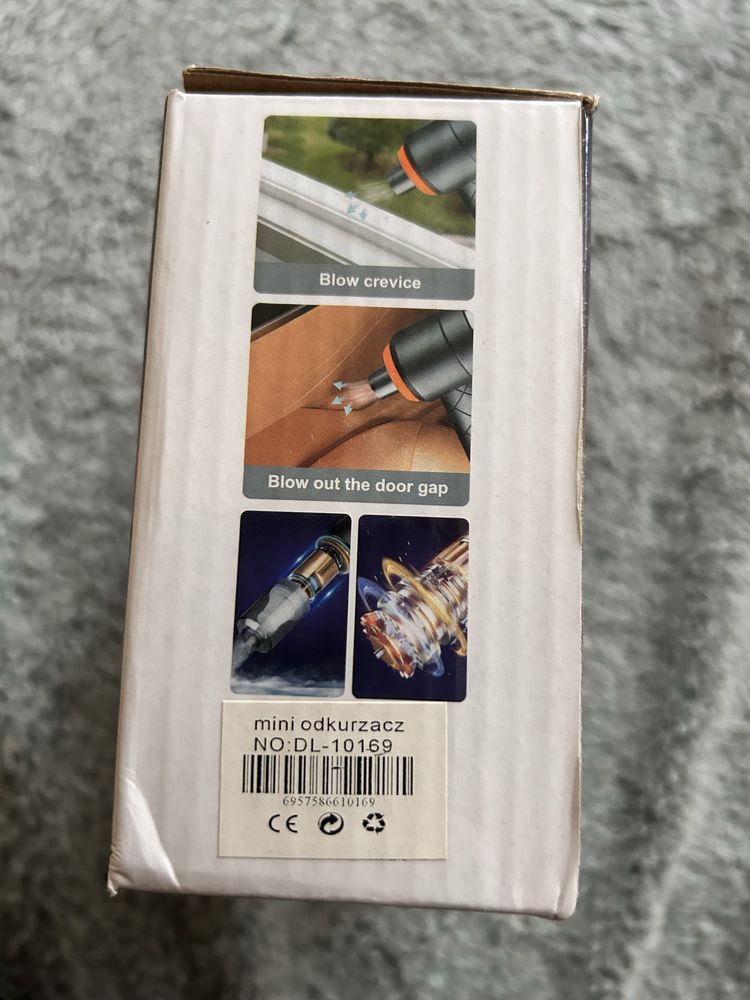 Blow crevice
Blow out the door gap
mini odkurzacz
NO:DL-10169
6957586610169
CE